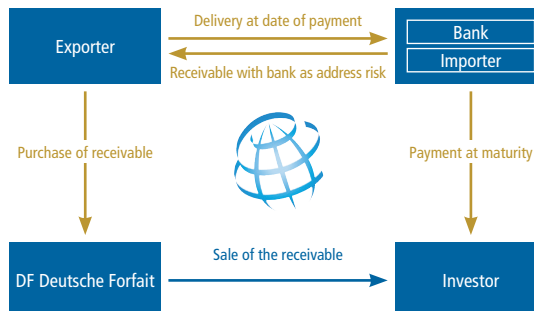 Delivery at date of payment
Exporter
Bank
Importer
Receivable with bank as address risk
Purchase of receivable
Payment at maturity
Sale of the receivable
DF Deutsche Forfait
Investor